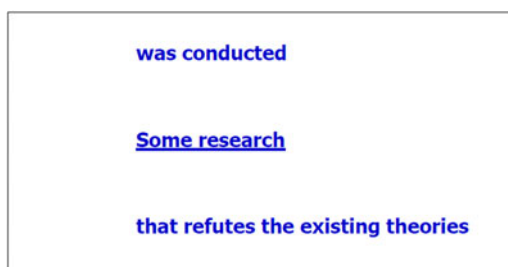 was conducted
Some research
that refutes the existing theories